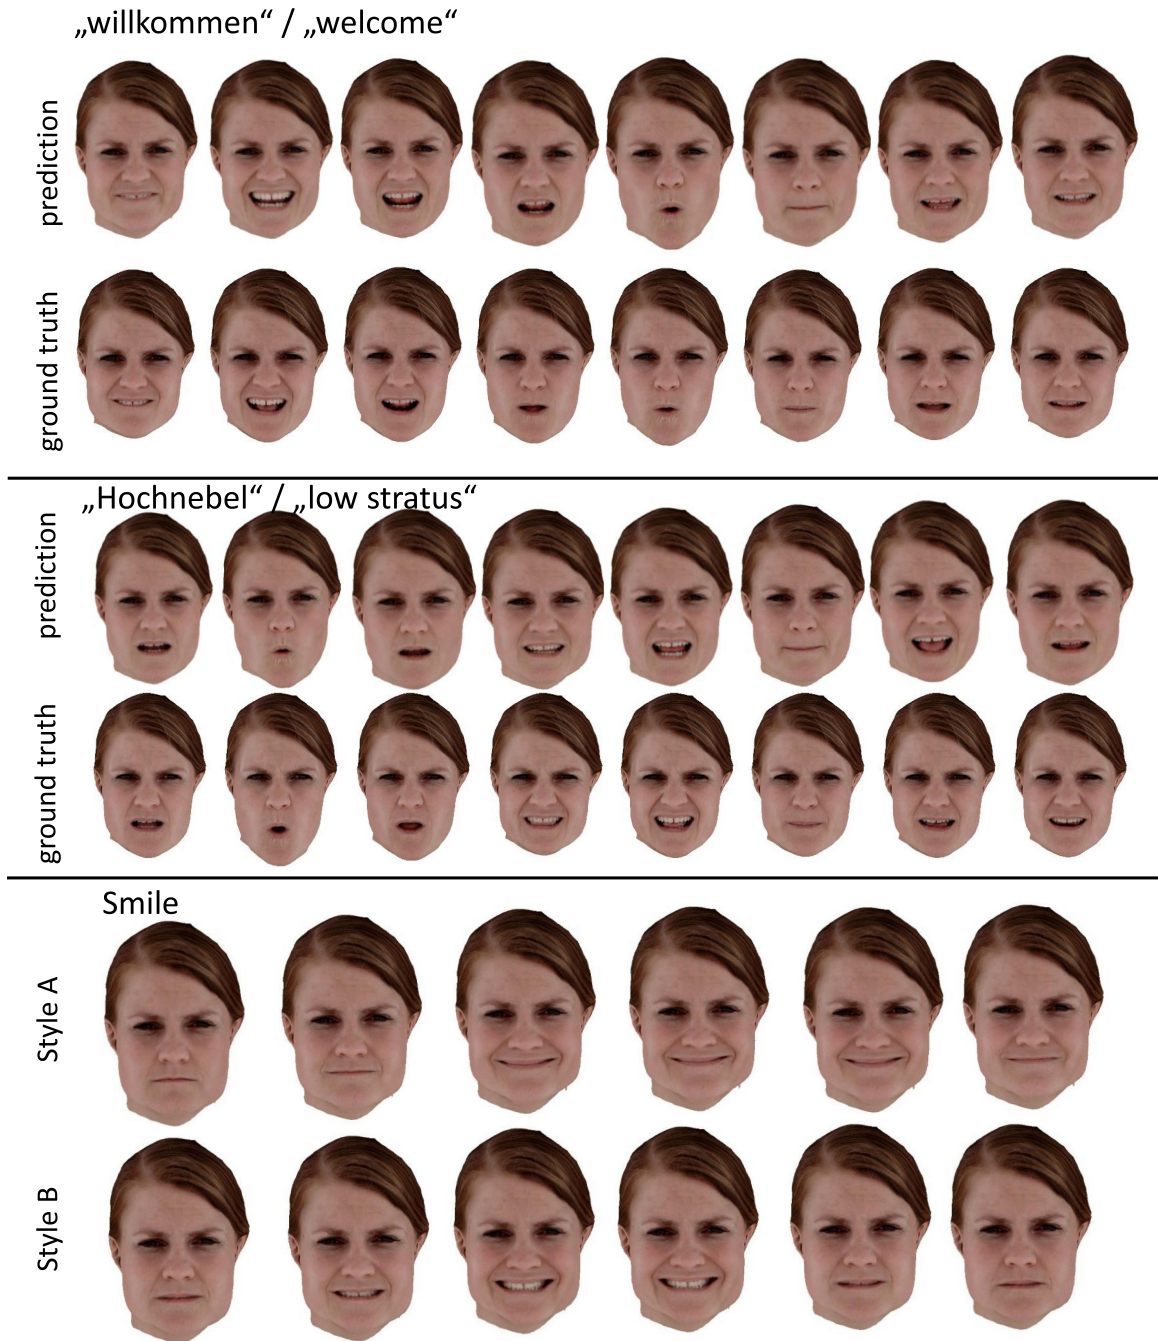 „willkommen“ / „welcome“
prediction
ground truth
„Hochnebel“ / „low stratus“
prediction
ground truth
Smile
Style A
Style B